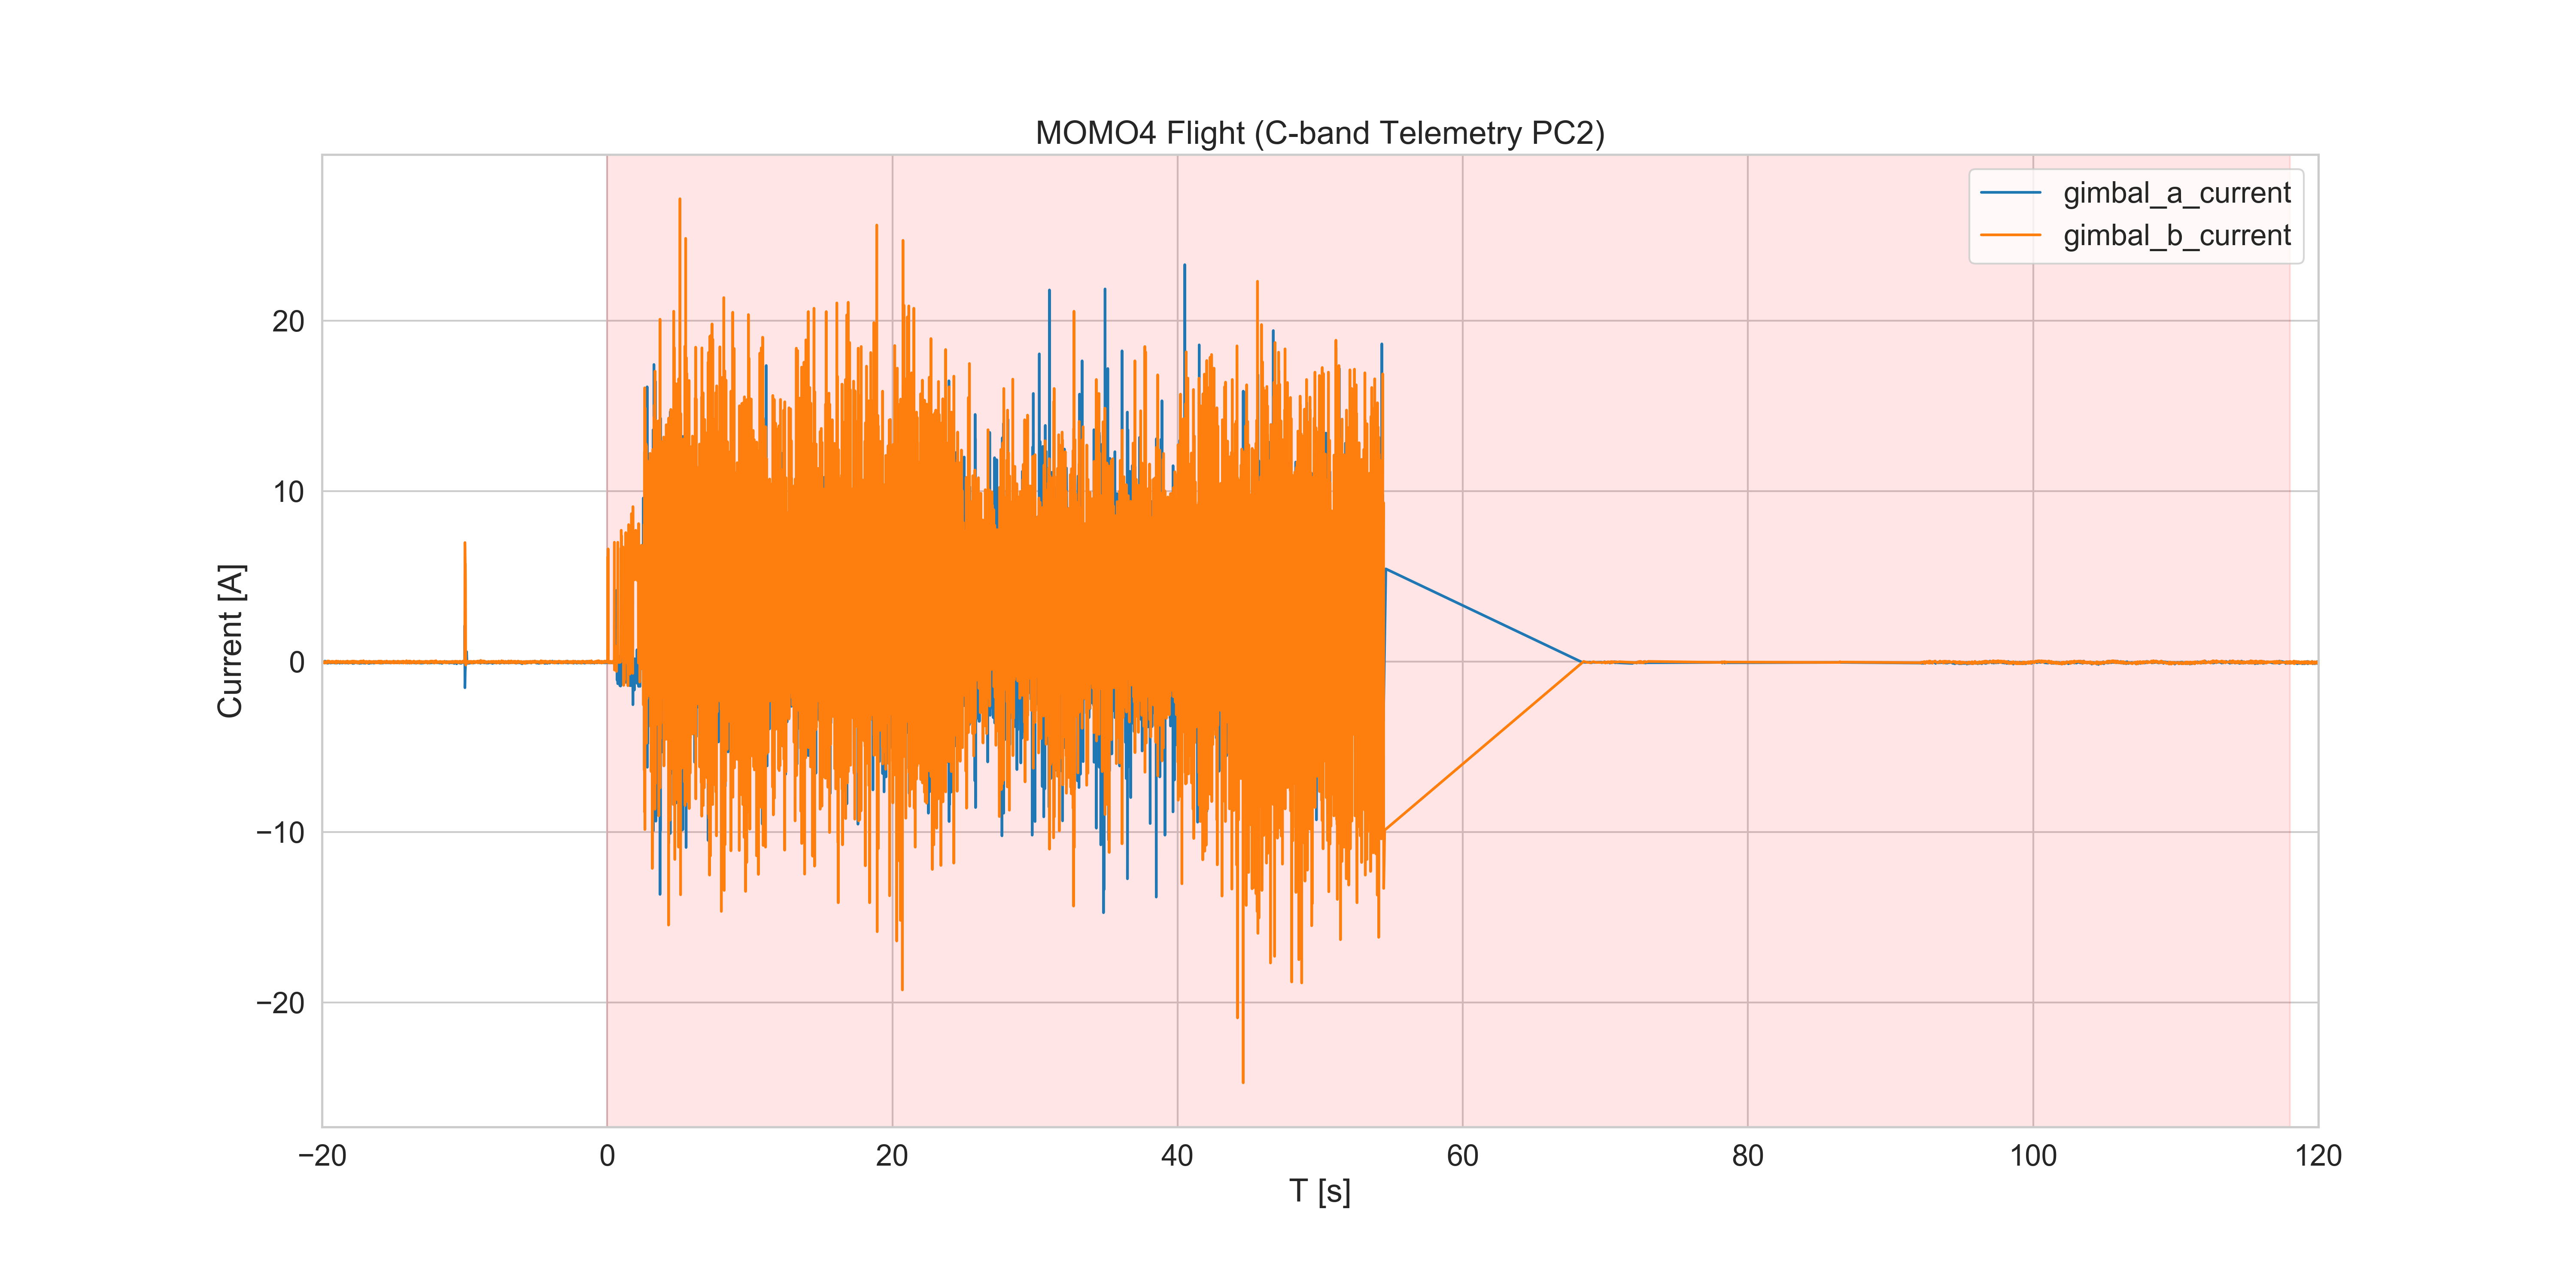 MOMO4 Flight (C-band Telemetry PC2)
gimbal_a_current
gimbal_b_current
Current [A]
20
10
0
−10
−20
−20 0 20 40 60 80 100 120
T [s]